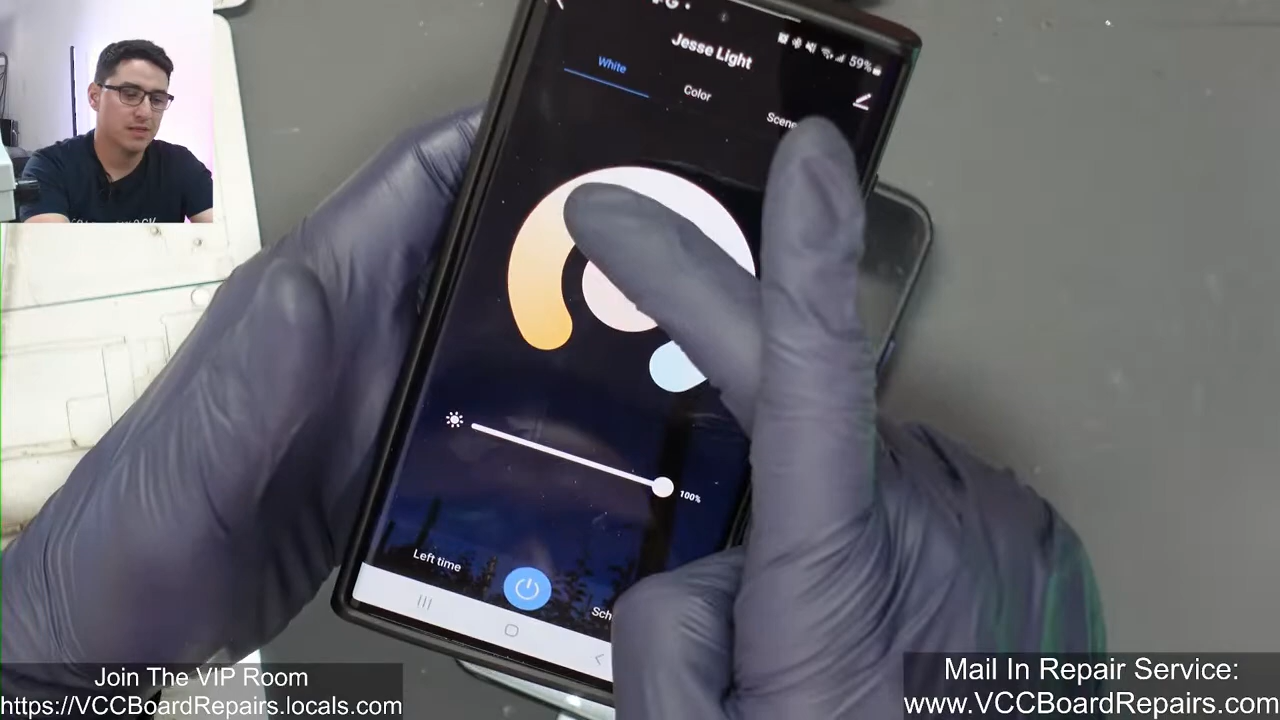 Jesse Light
59%
White
Color
Scene
100%
Left time
Join The VIP Room
https://VCCBoardRepairs.locals.com
Mail In Repair Service:
www.VCCBoardRepairs.com